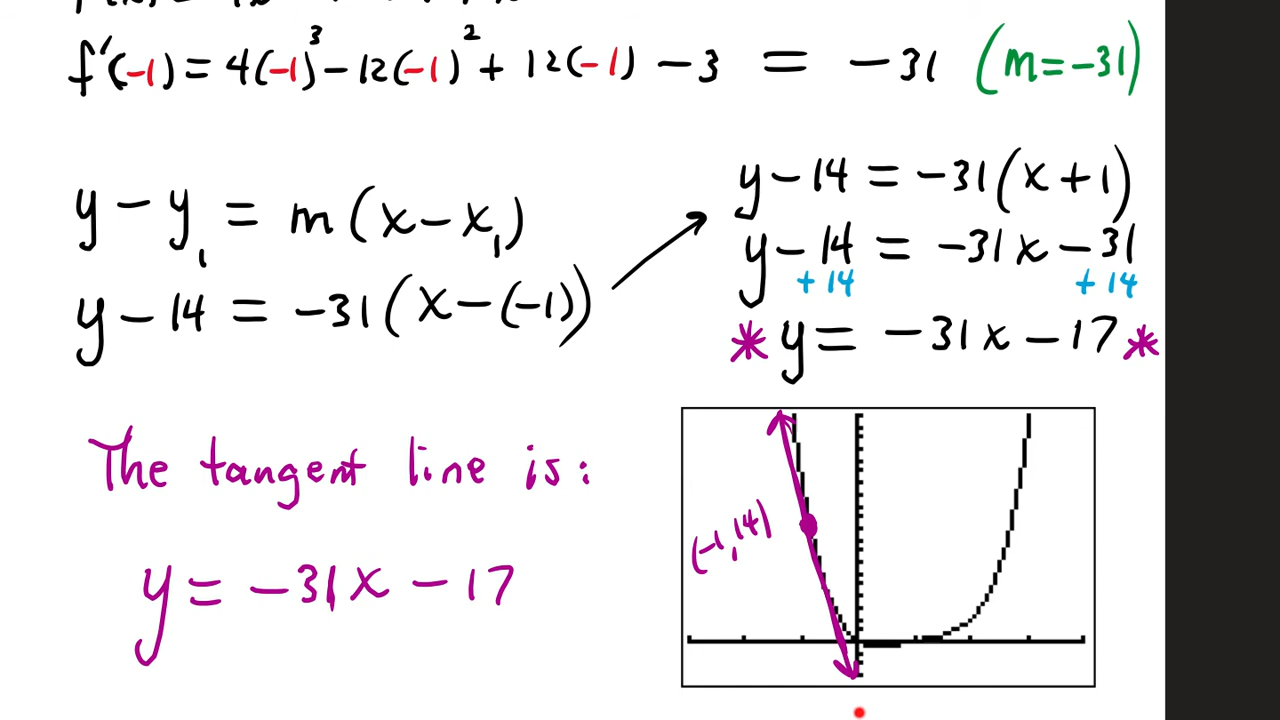 f'(-1) = 4(-1)³ - 12(-1)² + 12(-1) - 3 = -31 (m = -31)
y - y₁ = m(x - x₁)
y - 14 = -31(x - (-1))
y - 14 = -31(x + 1)
y - 14 = -31x - 31
+ 14 + 14
* y = -31x - 17 *
The tangent line is:
y = -31x - 17
(-1, 14)